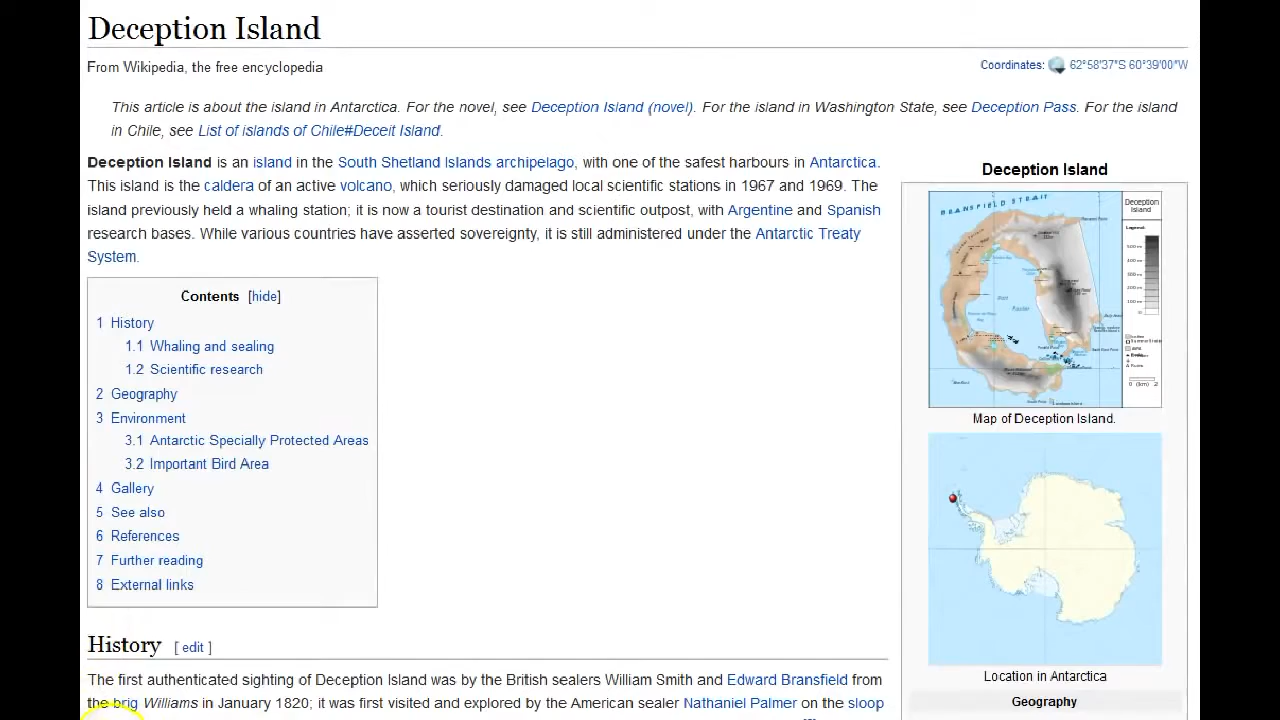 Deception Island
From Wikipedia, the free encyclopedia
Coordinates: 62°58′37″S 60°39′00″W
This article is about the island in Antarctica. For the novel, see Deception Island (novel). For the island in Washington State, see Deception Pass. For the island
in Chile, see List of islands of Chile#Deceit Island.
Deception Island is an island in the South Shetland Islands archipelago, with one of the safest harbours in Antarctica.
This island is the caldera of an active volcano, which seriously damaged local scientific stations in 1967 and 1969. The
island previously held a whaling station; it is now a tourist destination and scientific outpost, with Argentine and Spanish
research bases. While various countries have asserted sovereignty, it is still administered under the Antarctic Treaty
System.
Contents [hide]
1 History
1.1 Whaling and sealing
1.2 Scientific research
2 Geography
3 Environment
3.1 Antarctic Specially Protected Areas
3.2 Important Bird Area
4 Gallery
5 See also
6 References
7 Further reading
8 External links
History [ edit ]
The first authenticated sighting of Deception Island was by the British sealers William Smith and Edward Bransfield from
the brig Williams in January 1820; it was first visited and explored by the American sealer Nathaniel Palmer on the sloop
Deception Island
BRANSFIELD STRAIT
Deception
Island
Map of Deception Island.
Location in Antarctica
Geography